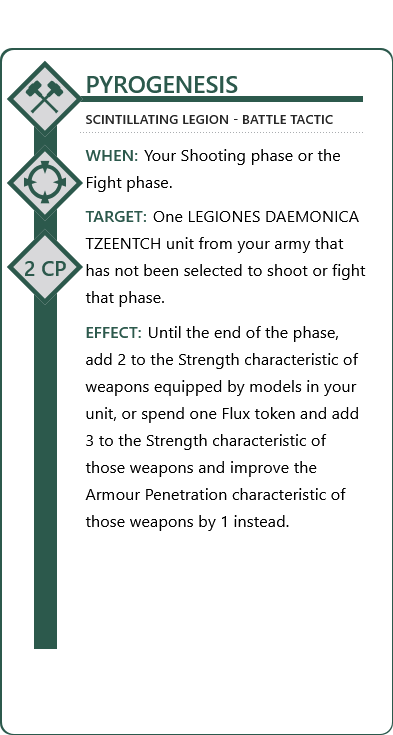 PYROGENESIS
SCINTILLATING LEGION - BATTLE TACTIC
WHEN: Your Shooting phase or the
Fight phase.
TARGET: One LEGIONES DAEMONICA
TZEENTCH unit from your army that
has not been selected to shoot or fight
that phase.
2 CP
EFFECT: Until the end of the phase,
add 2 to the Strength characteristic of
weapons equipped by models in your
unit, or spend one Flux token and add
3 to the Strength characteristic of
those weapons and improve the
Armour Penetration characteristic of
those weapons by 1 instead.